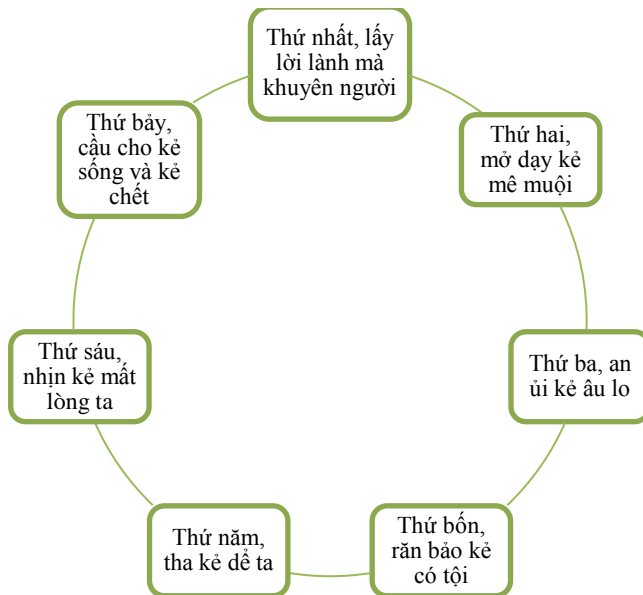 Thứ nhất, lấy
lời lành mà
khuyên người
Thứ hai,
mở dạy kẻ
mê muội
Thứ ba, an
ủi kẻ âu lo
Thứ bốn,
răn bảo kẻ
có tội
Thứ năm,
tha kẻ dể ta
Thứ sáu,
nhịn kẻ mất
lòng ta
Thứ bảy,
cầu cho kẻ
sống và kẻ
chết